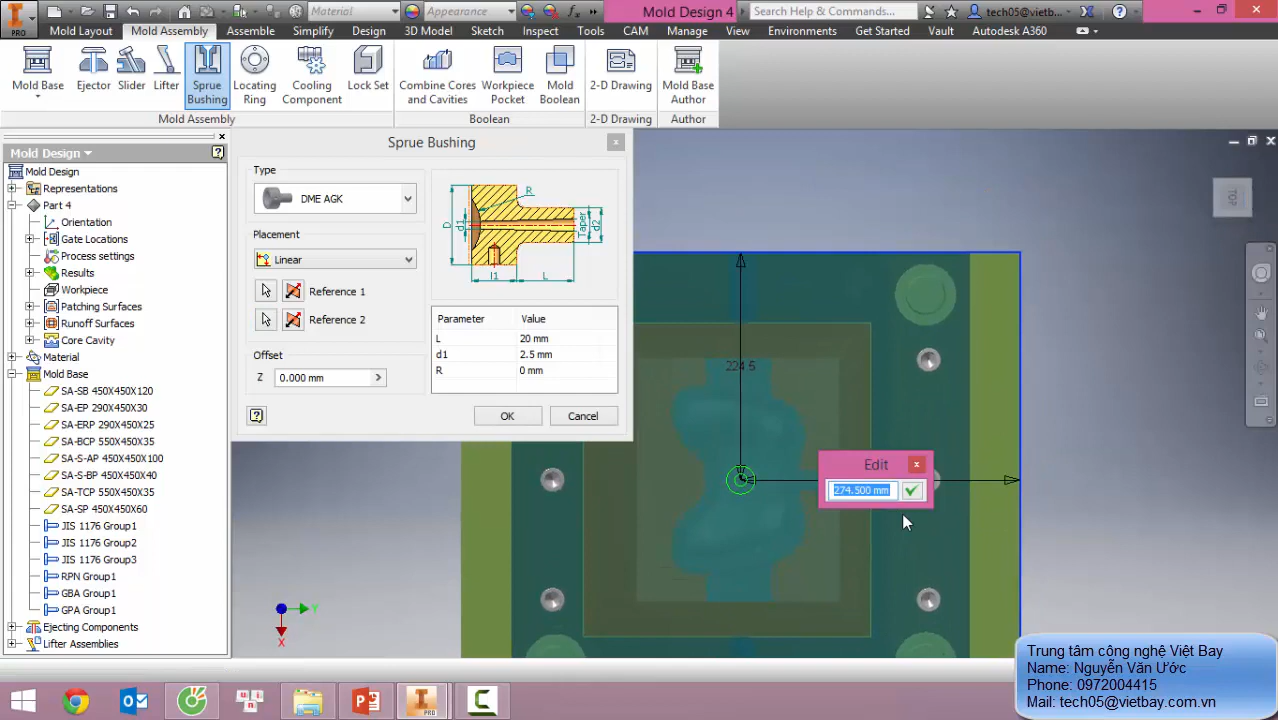 Material
Appearance
Mold Design 4
Search Help & Commands...
tech05@vietb...
PRO
Mold Layout
Mold Assembly
Assemble
Simplify
Design
3D Model
Sketch
Inspect
Tools
CAM
Manage
View
Environments
Get Started
Vault
Autodesk A360
Mold Base
Ejector
Slider
Lifter
Sprue Bushing
Locating Ring
Cooling Component
Lock Set
Combine Cores and Cavities
Workpiece Pocket
Mold Boolean
2-D Drawing
Mold Base Author
Mold Assembly
Boolean
2-D Drawing
Author
Mold Design
Mold Design
Representations
Part 4
Orientation
Gate Locations
Process settings
Results
Workpiece
Patching Surfaces
Runoff Surfaces
Core Cavity
Material
Mold Base
SA-SB 450X450X120
SA-EP 290X450X30
SA-ERP 290X450X25
SA-BCP 550X450X35
SA-S-AP 450X450X100
SA-S-BP 450X450X40
SA-TCP 550X450X35
SA-SP 450X450X60
JIS 1176 Group1
JIS 1176 Group2
JIS 1176 Group3
RPN Group1
GBA Group1
GPA Group1
Ejecting Components
Lifter Assemblies
Sprue Bushing
Type
DME AGK
Placement
Linear
Reference 1
Reference 2
Offset
Z 0.000 mm
R
D
d1
Taper
d2
l1
L
Parameter Value
L 20 mm
d1 2.5 mm
R 0 mm
OK
Cancel
TOP
224.5
Edit
274.500 mm
Y
X
Trung tâm công nghệ Việt Bay
Name: Nguyễn Văn Ước
Phone: 0972004415
Mail: tech05@vietbay.com.vn